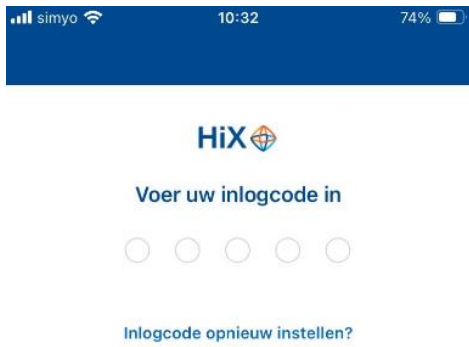 simyo 10:32 74%
HiX
Voer uw inlogcode in
Inlogcode opnieuw instellen?